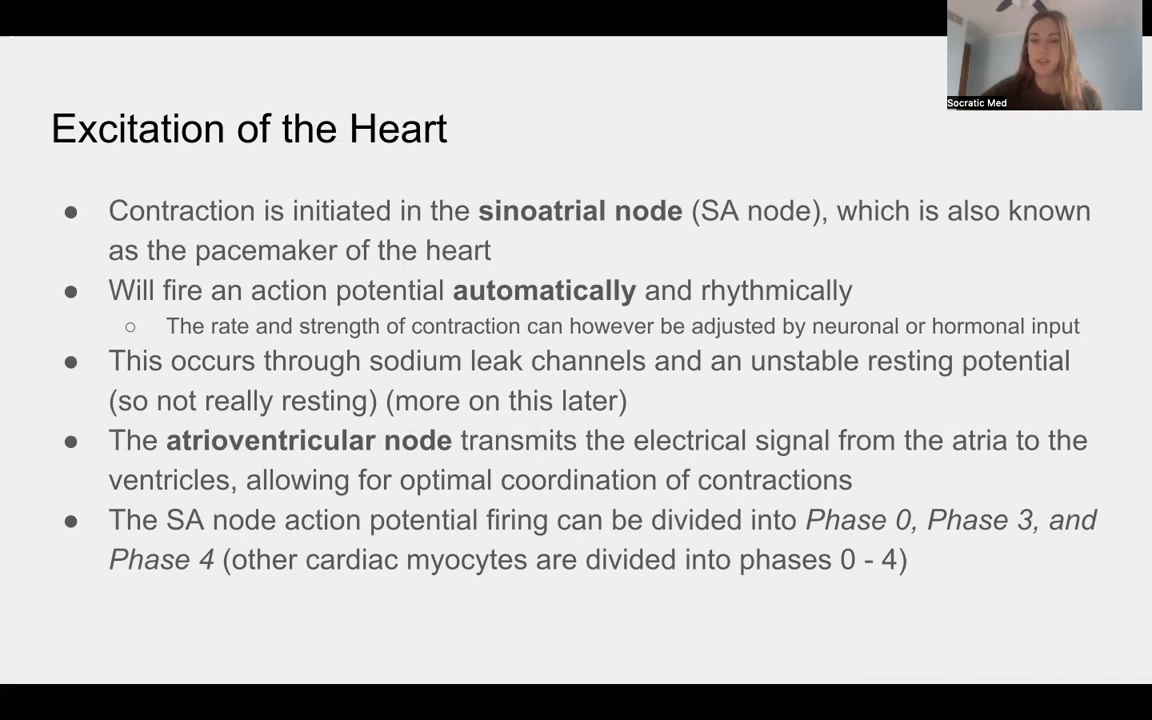 Socratic Med
Excitation of the Heart
● Contraction is initiated in the sinoatrial node (SA node), which is also known
as the pacemaker of the heart
● Will fire an action potential automatically and rhythmically
○ The rate and strength of contraction can however be adjusted by neuronal or hormonal input
● This occurs through sodium leak channels and an unstable resting potential
(so not really resting) (more on this later)
● The atrioventricular node transmits the electrical signal from the atria to the
ventricles, allowing for optimal coordination of contractions
● The SA node action potential firing can be divided into Phase 0, Phase 3, and
Phase 4 (other cardiac myocytes are divided into phases 0 - 4)